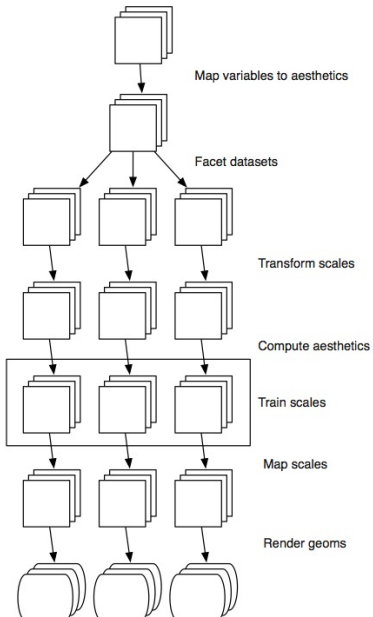 Map variables to aesthetics
Facet datasets
Transform scales
Compute aesthetics
Train scales
Map scales
Render geoms